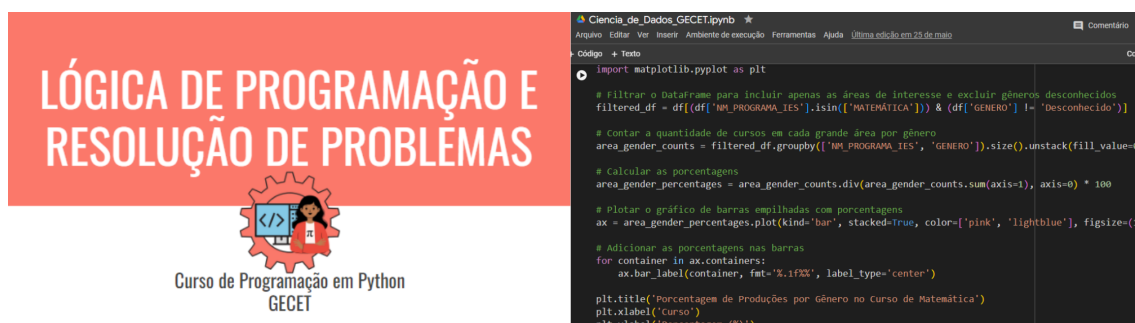 LÓGICA DE PROGRAMAÇÃO E
RESOLUÇÃO DE PROBLEMAS
</>
π
Curso de Programação em Python
GECET
Ciencia_de_Dados_GECET.ipynb
Comentário
Arquivo Editar Ver Inserir Ambiente de execução Ferramentas Ajuda Última edição em 25 de maio
+ Código + Texto
import matplotlib.pyplot as plt
# Filtrar o DataFrame para incluir apenas as áreas de interesse e excluir gêneros desconhecidos
filtered_df = df[(df['NM_PROGRAMA_IES'].isin(['MATEMÁTICA'])) & (df['GENERO'] != 'Desconhecido')]
# Contar a quantidade de cursos em cada grande área por gênero
area_gender_counts = filtered_df.groupby(['NM_PROGRAMA_IES', 'GENERO']).size().unstack(fill_value=
# Calcular as porcentagens
area_gender_percentages = area_gender_counts.div(area_gender_counts.sum(axis=1), axis=0) * 100
# Plotar o gráfico de barras empilhadas com porcentagens
ax = area_gender_percentages.plot(kind='bar', stacked=True, color=['pink', 'lightblue'], figsize=(
# Adicionar as porcentagens nas barras
for container in ax.containers:
ax.bar_label(container, fmt='%.1f%%', label_type='center')
plt.title('Porcentagem de Produções por Gênero no Curso de Matemática')
plt.xlabel('Curso')